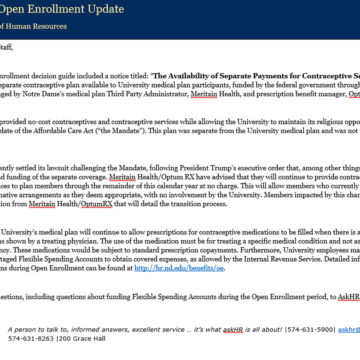 Open Enrollment Update
of Human Resources
Staff,
nrollment decision guide included a notice titled: "The Availability of Separate Payments for Contraceptive Se
eparate contraceptive plan available to University medical plan participants, funded by the federal government through
ged by Notre Dame's medical plan Third Party Administrator, Meritain Health, and prescription benefit manager, Opt
provided no-cost contraceptives and contraceptive services while allowing the University to maintain its religious oppo
date of the Affordable Care Act ("the Mandate"). This plan was separate from the University medical plan and was not
ently settled its lawsuit challenging the Mandate, following President Trump's executive order that, among other thing
nd funding of the separate coverage. Meritain Health/Optum RX have advised that they will continue to provide contrac
ices to plan members through the remainder of this calendar year at no charge. This will allow members who currently
native arrangements as they deem appropriate, with no involvement by the University. Members impacted by this chan
tion from Meritain Health/OptumRX that will detail the transition process.
University's medical plan will continue to allow prescriptions for contraceptive medications to be filled when there is a
s shown by a treating physician. The use of the medication must be for treating a specific medical condition and not as
ncy. These medications would be subject to standard prescription copayments. Furthermore, University employees ma
taged Flexible Spending Accounts to obtain covered expenses, as allowed by the Internal Revenue Service. Detailed inf
ns during Open Enrollment can be found at http://hr.nd.edu/benefits/oe.
uestions, including questions about funding Flexible Spending Accounts during the Open Enrollment period, to AskHR
A person to talk to, informed answers, excellent service ... it's what askHR is all about! |574-631-5900| askhr@
574-631-8263 |200 Grace Hall